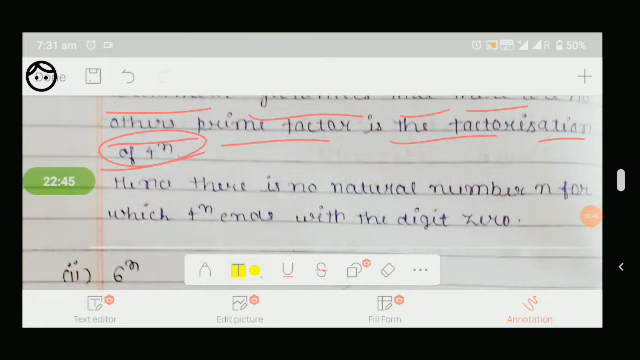 7:31 am
R 50%
other prime factor is the factorisation
of 4ⁿ
22:45
Hence there is no natural number n for
which 4ⁿ ends with the digit zero.
(ii) 6ⁿ
Text editor
Edit picture
Fill Form
Annotation